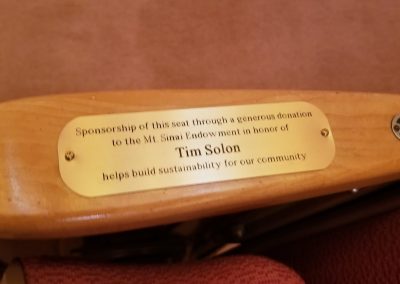 Sponsorship of this seat through a generous donation
to the Mt. Sinai Endowment in honor of
Tim Solon
helps build sustainability for our community